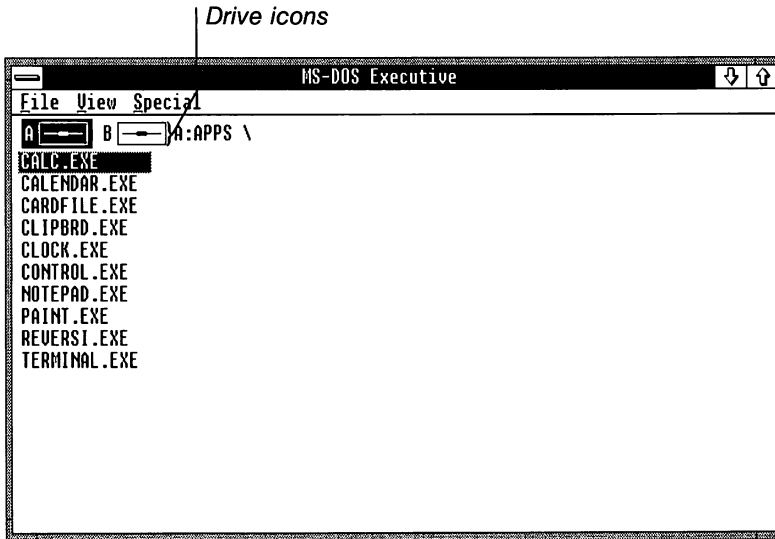 Drive icons
MS-DOS Executive
File View Special
A B A:APPS \
CALC.EXE
CALENDAR.EXE
CARDFILE.EXE
CLIPBRD.EXE
CLOCK.EXE
CONTROL.EXE
NOTEPAD.EXE
PAINT.EXE
REVERSI.EXE
TERMINAL.EXE